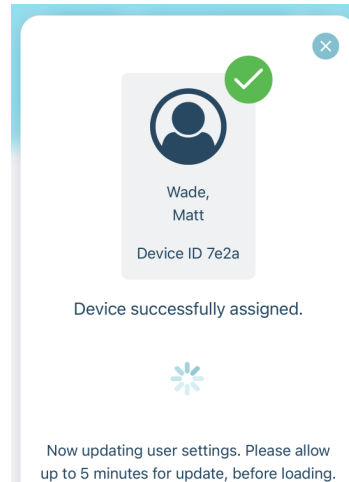 Wade,
Matt
Device ID 7e2a
Device successfully assigned.
Now updating user settings. Please allow
up to 5 minutes for update, before loading.